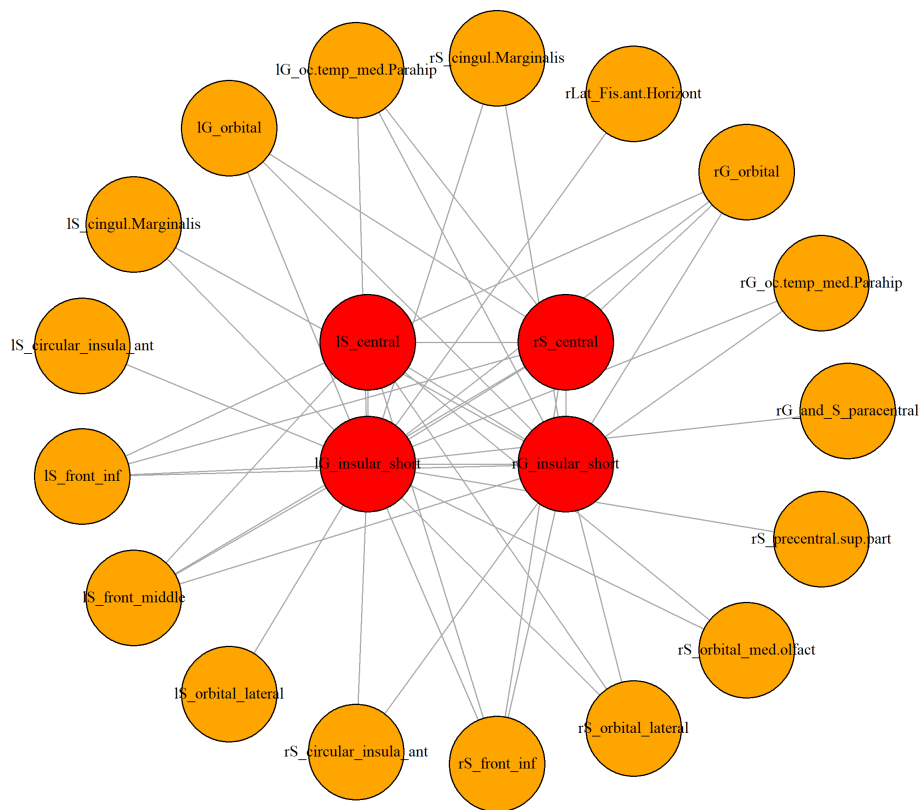 rS_cingul.Marginalis
lG_oc.temp_med.Parahip
rLat_Fis.ant.Horizont
lG_orbital
rG_orbital
lS_cingul.Marginalis
rG_oc.temp_med.Parahip
lS_central
rS_central
lS_circular_insula_ant
rG_and_S_paracentral
lG_insular_short
rG_insular_short
lS_front_inf
rS_precentral.sup.part
lS_front_middle
rS_orbital_med.olfact
lS_orbital_lateral
rS_orbital_lateral
rS_circular_insula_ant
rS_front_inf